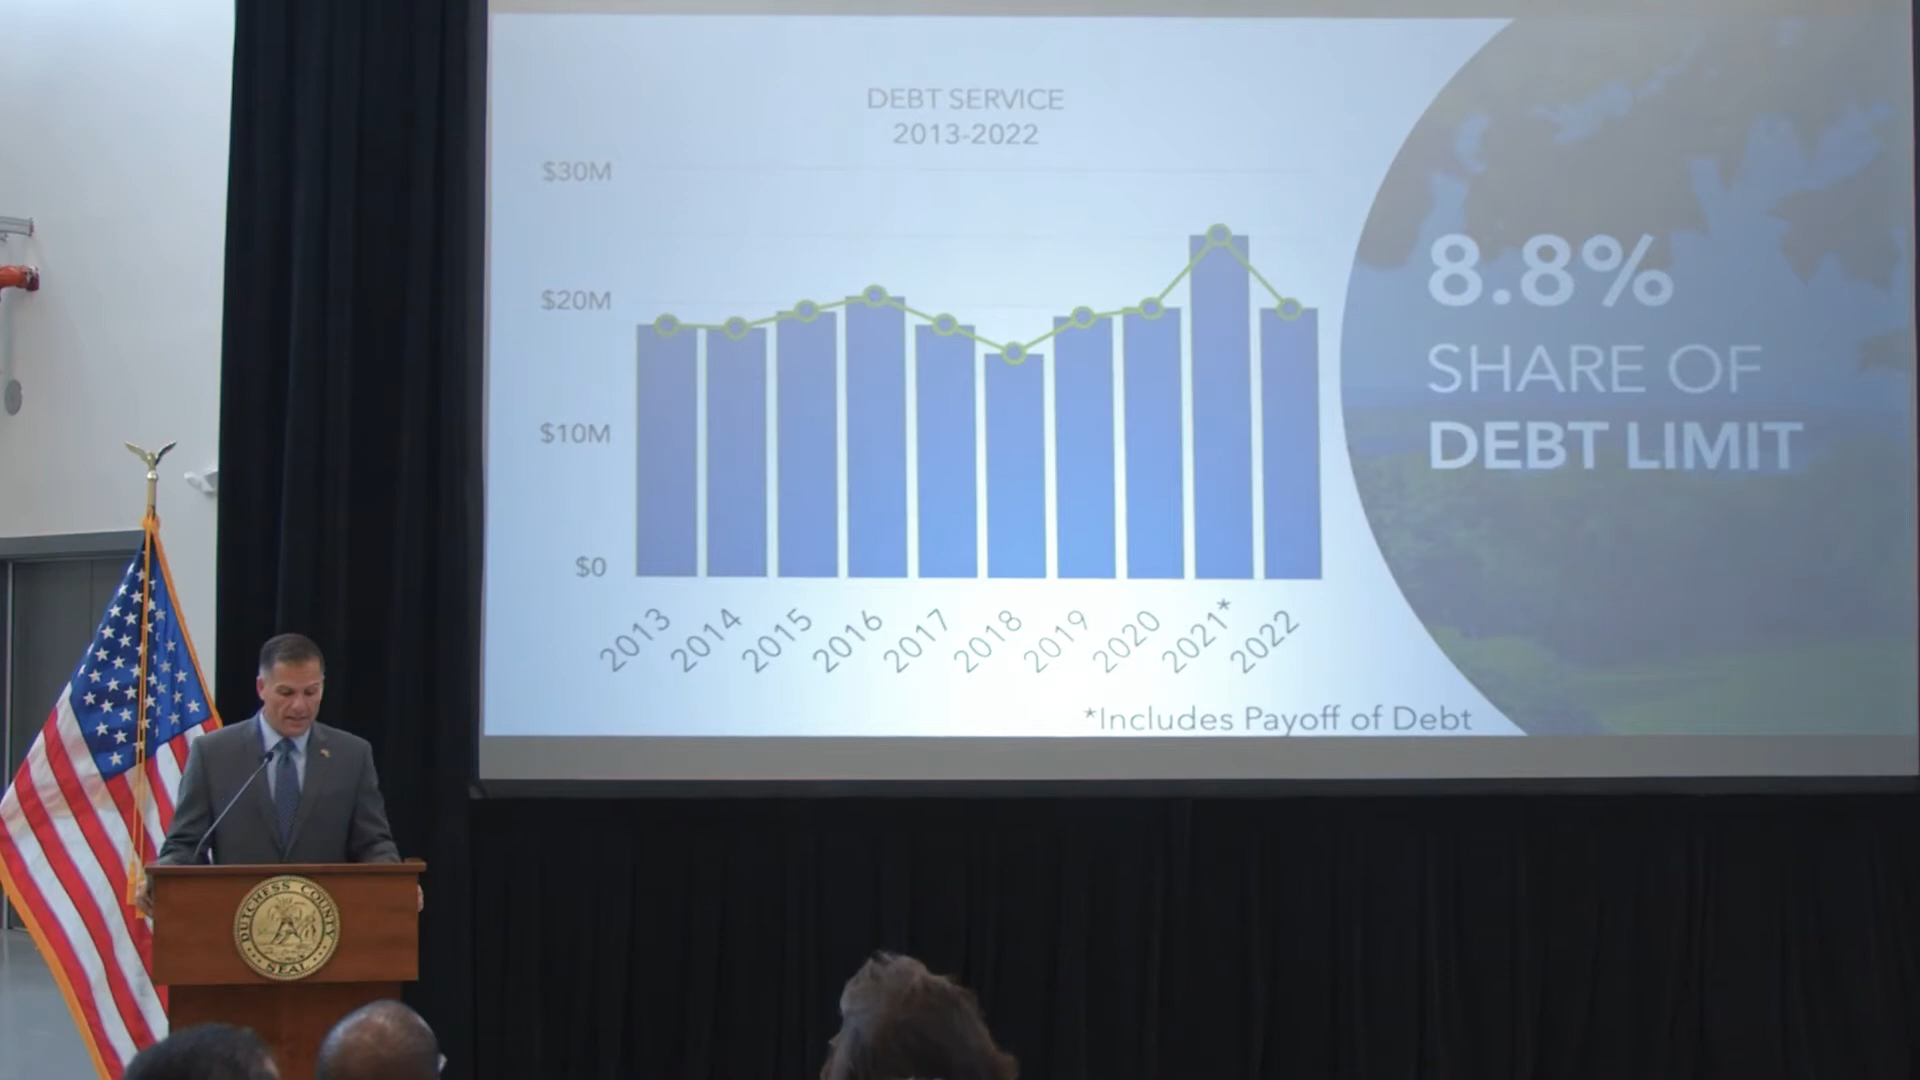 DEBT SERVICE
2013-2022
$30M
$20M
$10M
$0
2013
2014
2015
2016
2017
2018
2019
2020
2021*
2022
*Includes Payoff of Debt
8.8%
SHARE OF
DEBT LIMIT
DUTCHESS COUNTY
SEAL